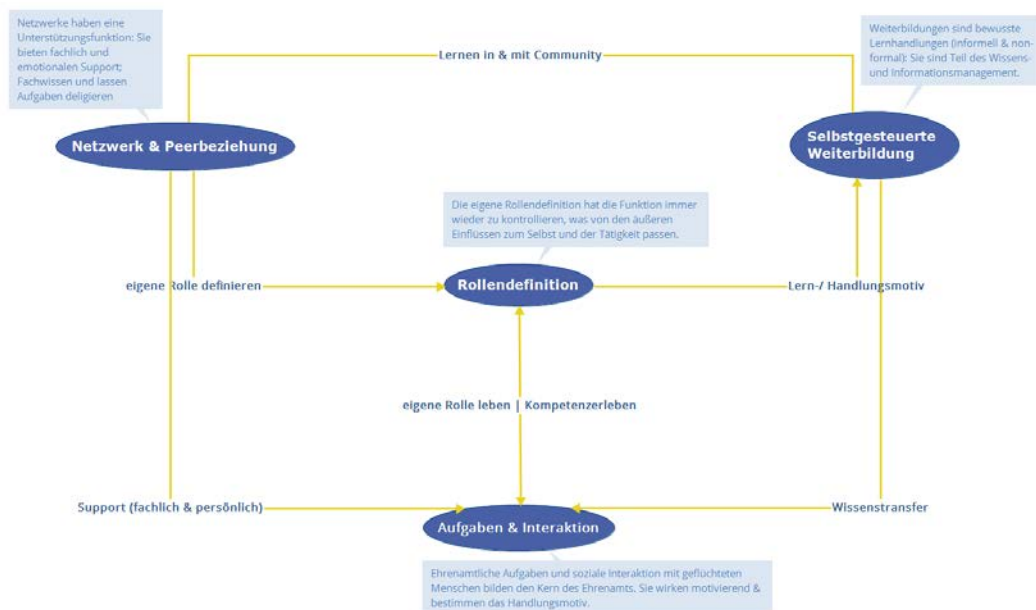 Netzwerke haben eine
Unterstützungsfunktion: Sie
bieten fachlich und
emotionalen Support;
Fachwissen und lassen
Aufgaben deligieren
Weiterbildungen sind bewusste
Lernhandlungen (informell & non-
formal): Sie sind Teil des Wissens-
und Informationsmanagement.
Lernen in & mit Community
Netzwerk & Peerbeziehung
Selbstgesteuerte
Weiterbildung
Die eigene Rollendefinition hat die Funktion immer
wieder zu kontrollieren, was von den äußeren
Einflüssen zum Selbst und der Tätigkeit passen.
eigene Rolle definieren
Rollendefinition
Lern-/ Handlungsmotiv
eigene Rolle leben | Kompetenzerleben
Support (fachlich & persönlich)
Wissenstransfer
Aufgaben & Interaktion
Ehrenamtliche Aufgaben und soziale Interaktion mit geflüchteten
Menschen bilden den Kern des Ehrenamts. Sie wirken motivierend &
bestimmen das Handlungsmotiv.